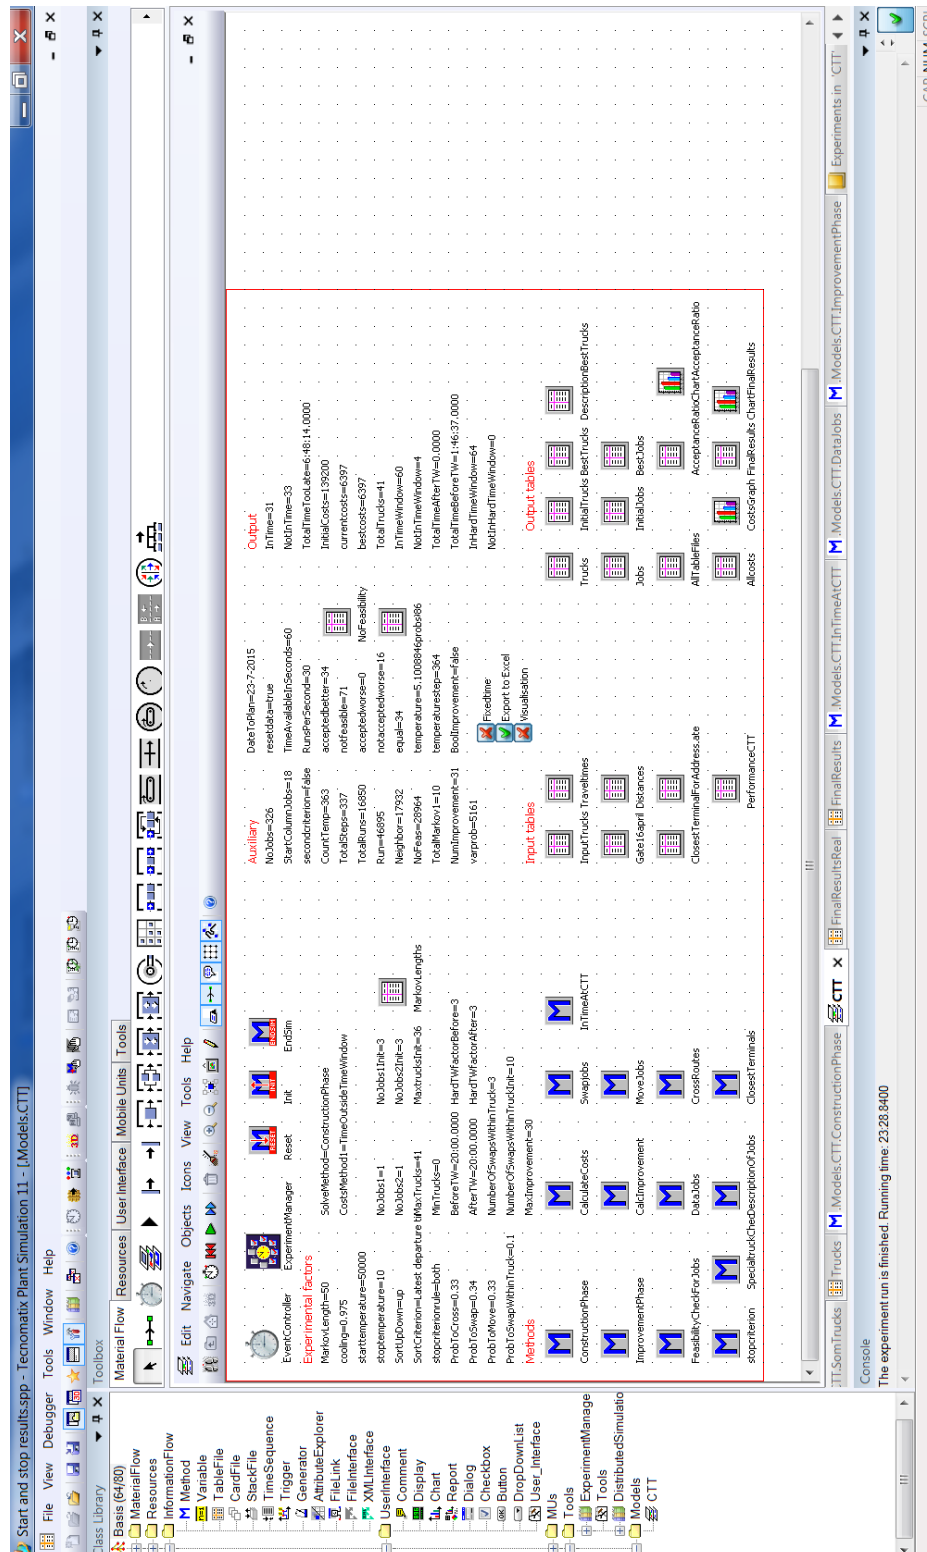 Start and stop results.spp - Tecnomatix Plant Simulation 11 - [.Models.CTT]
File View Debugger Tools Window Help
Class Library
Basis (64/80)
MaterialFlow
Resources
InformationFlow
Method
Variable
TableFile
CardFile
StackFile
TimeSequence
Trigger
Generator
AttributeExplorer
FileLink
FileInterface
XMLInterface
UserInterface
Comment
Display
Chart
Report
Dialog
Checkbox
Button
DropDownList
User_Interface
MUs
Tools
ExperimentManage
Tools
DistributedSimulatio
Models
CTT
Toolbox
Material Flow Resources User Interface Mobile Units Tools
Edit Navigate Objects Icons View Tools Help
EventController ExperimentManager Reset Init EndSim
Experimental factors
MarkovLength=50
cooling=0.975
starttemperature=50000
stoptemperature=10
SortUpDown=up
SortCriterion=Latest departure ti
stopcriterionrule=both
ProbToCross=0.33
ProbToSwap=0.34
ProbToMove=0.33
ProbToSwapWithinTruck=0.1
SolveMethod=ConstructionPhase
CostsMethod1=TimeOutsideTimeWindow
NoJobs1=1 NoJobs1Init=3
NoJobs2=1 NoJobs2Init=3
MaxTrucks=41 MaxtrucksInit=36 MarkovLengths
MinTrucks=0
BeforeTW=20:00.0000 HardTWfactorBefore=3
AfterTW=20:00.0000 HardTWfactorAfter=3
NumberOfSwapsWithinTruck=3
NumberOfSwapsWithinTruckInit=10
MaxImprovement=30
Methods
ConstructionPhase CalculateCosts SwapJobs InTimeAtCTT
ImprovementPhase CalcImprovement MoveJobs
FeasibilityCheckForJobs DataJobs CrossRoutes
stopcriterion SpecialtruckChec DescriptionOfJobs ClosestTerminals
Auxiliary
NoJobs=326
StartColumnJobs=18
secondcriterion=false
CountTemp=363
TotalSteps=337
TotalRuns=16850
Run=46895
Neighbor=17932
NoFeas=28964
TotalMarkov1=10
NumImprovement=31
varprob=5161
DateToPlan=23-7-2015
resetdata=true
TimeAvailableInSeconds=60
RunsPerSecond=30
acceptedbetter=34
notfeasible=71
acceptedworse=0
notacceptedworse=16
equal=34
temperature=5.1008846
temperaturestep=364
BoolImprovement=false
NoFeasibility
Fixedtime
Export to Excel
Visualisation
Input tables
InputTrucks Traveltimes
Gate16april Distances
ClosestTerminalForAddress.ate
PerformanceCTT
Output
InTime=31
NotInTime=33
TotalTimeTooLate=6:48:14.0000
InitialCosts=139200
currentcosts=6397
bestcosts=6397
TotalTrucks=41
InTimeWindow=60
NotInTimeWindow=4
TotalTimeAfterTW=0.0000
TotalTimeBeforeTW=1:46:37.0000
InHardTimeWindow=64
NotInHardTimeWindow=0
Output tables
Trucks InitialTrucks BestTrucks DescriptionBestTrucks
Jobs InitialJobs BestJobs
AllTableFiles AcceptanceRatio ChartAcceptanceRatio
Allcosts CostsGraph FinalResults ChartFinalResults
TT.SomTrucks Trucks .Models.CTT.ConstructionPhase CTT FinalResultsReal FinalResults .Models.CTT.InTimeAtCTT .Models.CTT.DataJobs .Models.CTT.ImprovementPhase Experiments in 'CTT'
Console
The experiment run is finished. Running time: 23:28.8400
CAP NUM SCRL